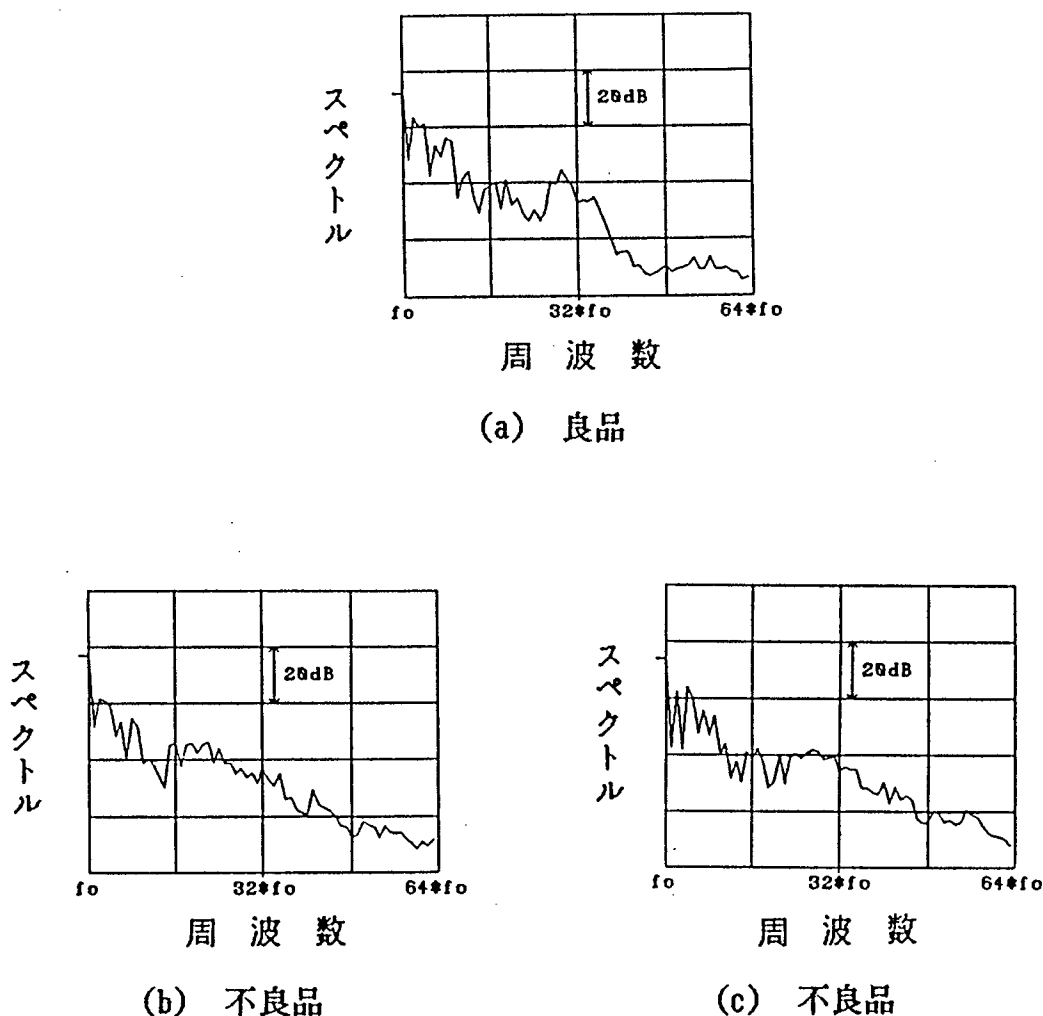 スペクトル
20dB
fo 32*fo 64*fo
周波数
(a) 良品
スペクトル
20dB
fo 32*fo 64*fo
周波数
(b) 不良品
スペクトル
20dB
fo 32*fo 64*fo
周波数
(c) 不良品